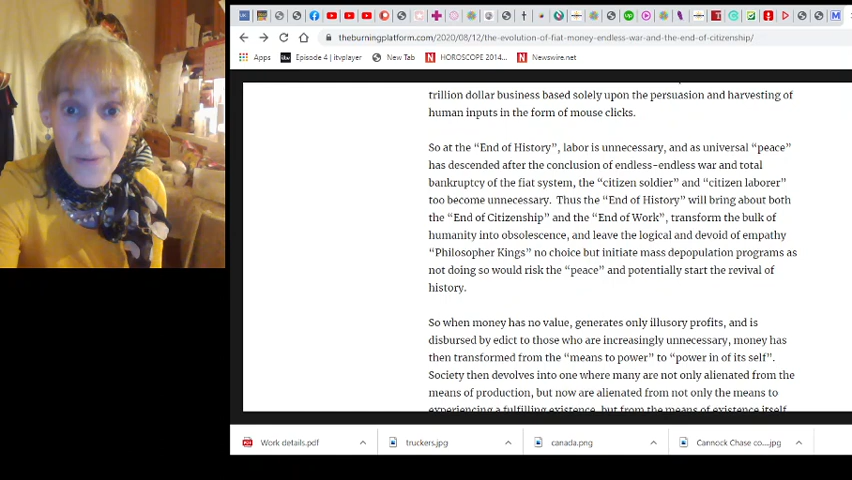 theburningplatform.com/2020/08/12/the-evolution-of-fiat-money-endless-war-and-the-end-of-citizenship/
Apps Episode 4 | itvplayer New Tab HOROSCOPE 2014... Newswire.net
trillion dollar business based solely upon the persuasion and harvesting of
human inputs in the form of mouse clicks.
So at the “End of History”, labor is unnecessary, and as universal “peace”
has descended after the conclusion of endless-endless war and total
bankruptcy of the fiat system, the “citizen soldier” and “citizen laborer”
too become unnecessary. Thus the “End of History” will bring about both
the “End of Citizenship” and the “End of Work”, transform the bulk of
humanity into obsolescence, and leave the logical and devoid of empathy
“Philosopher Kings” no choice but initiate mass depopulation programs as
not doing so would risk the “peace” and potentially start the revival of
history.
So when money has no value, generates only illusory profits, and is
disbursed by edict to those who are increasingly unnecessary, money has
then transformed from the “means to power” to “power in of its self”.
Society then devolves into one where many are not only alienated from the
means of production, but now are alienated from not only the means to
experiencing a fulfilling existence, but from the means of existence itself
Work details.pdf truckers.jpg canada.png Cannock Chase co....jpg